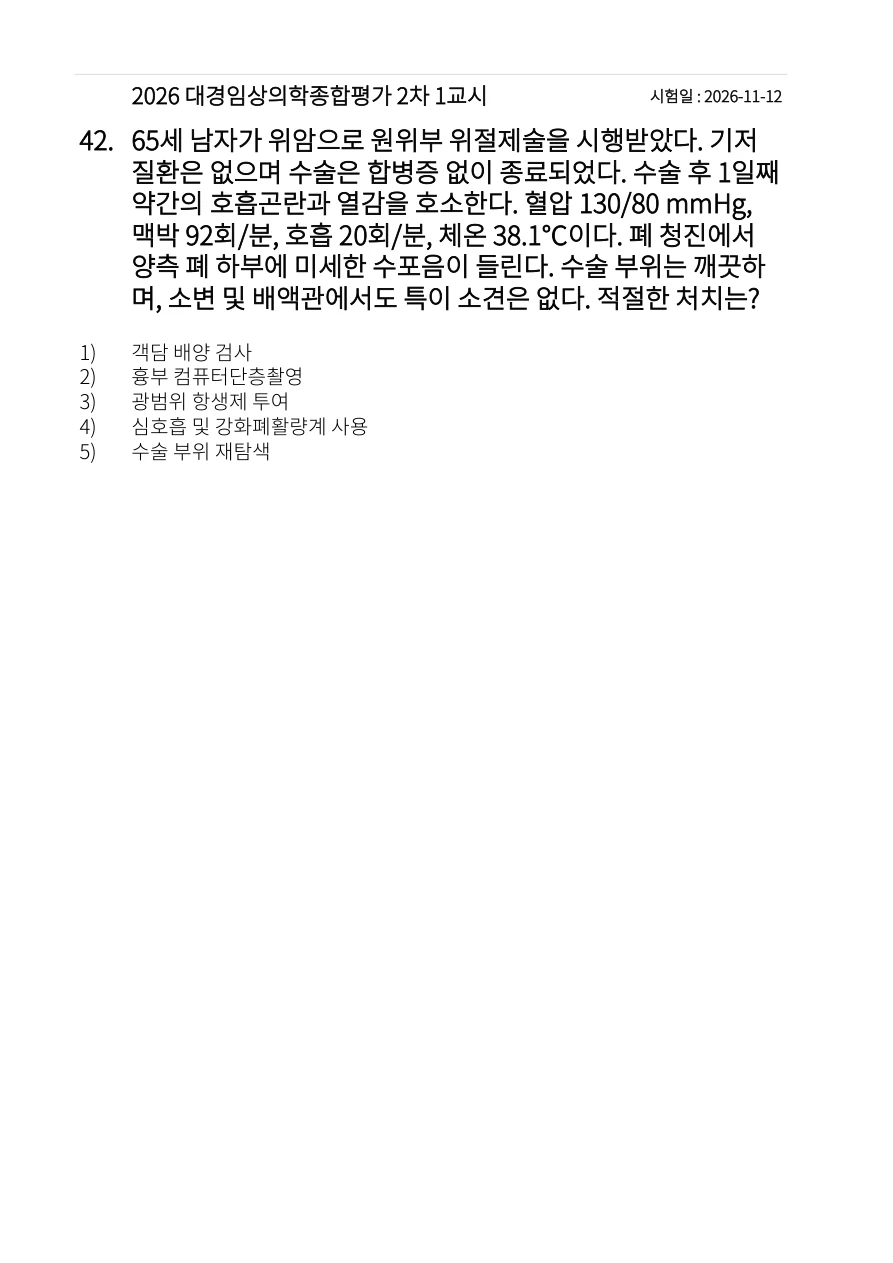 2026 대경임상의학종합평가 2차 1교시 시험일 : 2026-11-12
42. 65세 남자가 위암으로 원위부 위절제술을 시행받았다. 기저
질환은 없으며 수술은 합병증 없이 종료되었다. 수술 후 1일째
약간의 호흡곤란과 열감을 호소한다. 혈압 130/80 mmHg,
맥박 92회/분, 호흡 20회/분, 체온 38.1°C이다. 폐 청진에서
양측 폐 하부에 미세한 수포음이 들린다. 수술 부위는 깨끗하
며, 소변 및 배액관에서도 특이 소견은 없다. 적절한 처치는?
1) 객담 배양 검사
2) 흉부 컴퓨터단층촬영
3) 광범위 항생제 투여
4) 심호흡 및 강화폐활량계 사용
5) 수술 부위 재탐색